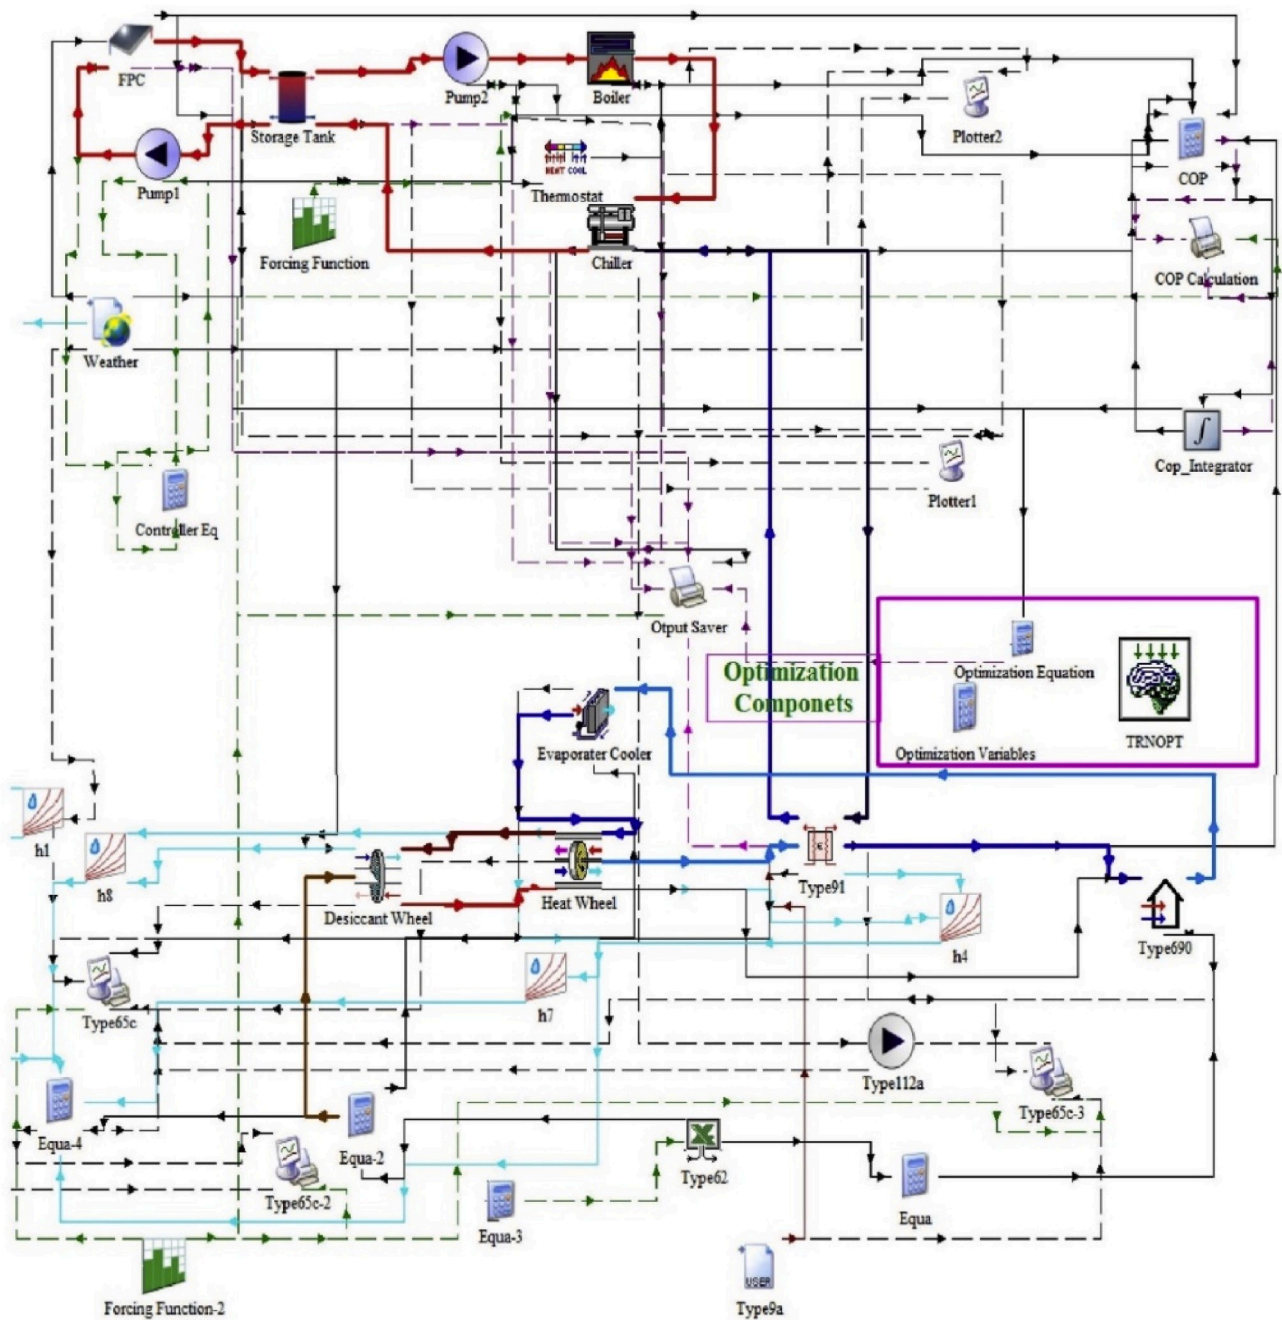 FPC
Storage Tank
Pump2
Boiler
Plotter2
COP
Pump1
HEAT COOL
Thermostat
Forcing Function
Chiller
COP Calculation
Weather
Cop_Integrator
Plotter1
Controller Eq
Otput Saver
Optimization Equation
Optimization
Componets
Optimization Variables
TRNOPT
Evaporater Cooler
h1
h8
Desiccant Wheel
Heat Wheel
ε
Type91
h4
Type690
h7
Type65c
Type112a
Type65c-3
Equa-4
Equa-2
Type62
Type65c-2
Equa-3
Equa
USER
Forcing Function-2
Type9a